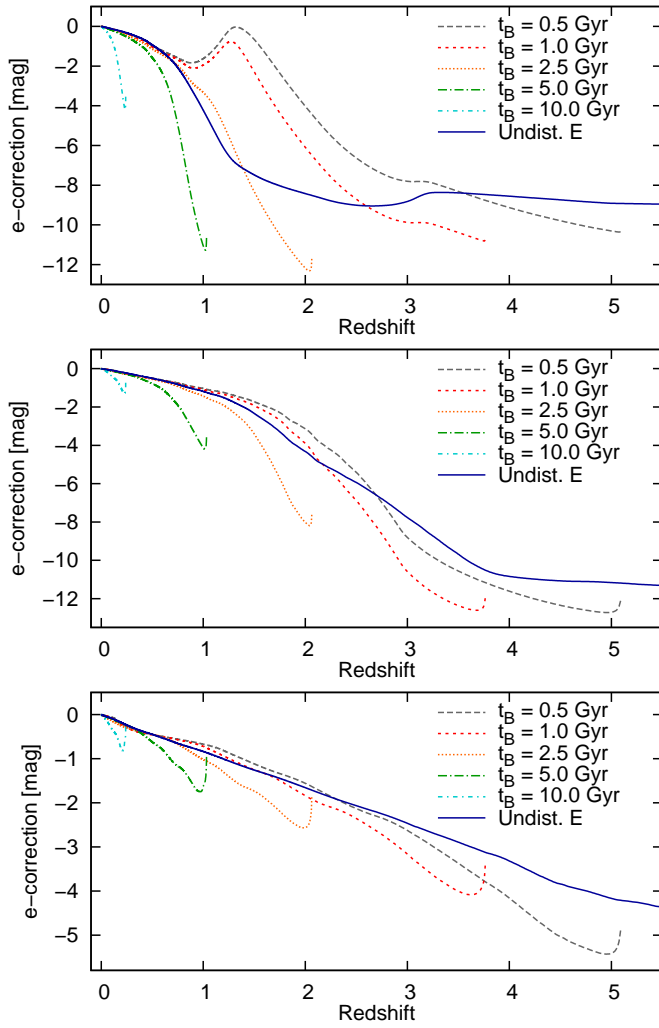 0
−2
−4
−6
−8
−10
−12
e−correction [mag]
t_B = 0.5 Gyr
t_B = 1.0 Gyr
t_B = 2.5 Gyr
t_B = 5.0 Gyr
t_B = 10.0 Gyr
Undist. E
0 1 2 3 4 5
Redshift
0
−2
−4
−6
−8
−10
−12
e−correction [mag]
t_B = 0.5 Gyr
t_B = 1.0 Gyr
t_B = 2.5 Gyr
t_B = 5.0 Gyr
t_B = 10.0 Gyr
Undist. E
0 1 2 3 4 5
Redshift
0
−1
−2
−3
−4
−5
e−correction [mag]
t_B = 0.5 Gyr
t_B = 1.0 Gyr
t_B = 2.5 Gyr
t_B = 5.0 Gyr
t_B = 10.0 Gyr
Undist. E
0 1 2 3 4 5
Redshift